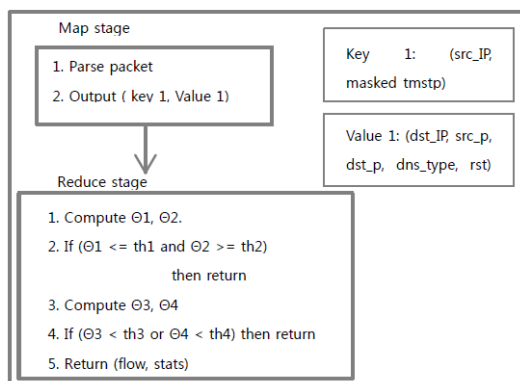 Map stage
1. Parse packet
2. Output ( key 1, Value 1)
Key 1: (src_IP,
masked tmstp)
Value 1: (dst_IP, src_p,
dst_p, dns_type, rst)
Reduce stage
1. Compute Θ1, Θ2.
2. If (Θ1 <= th1 and Θ2 >= th2)
then return
3. Compute Θ3, Θ4
4. If (Θ3 < th3 or Θ4 < th4) then return
5. Return (flow, stats)